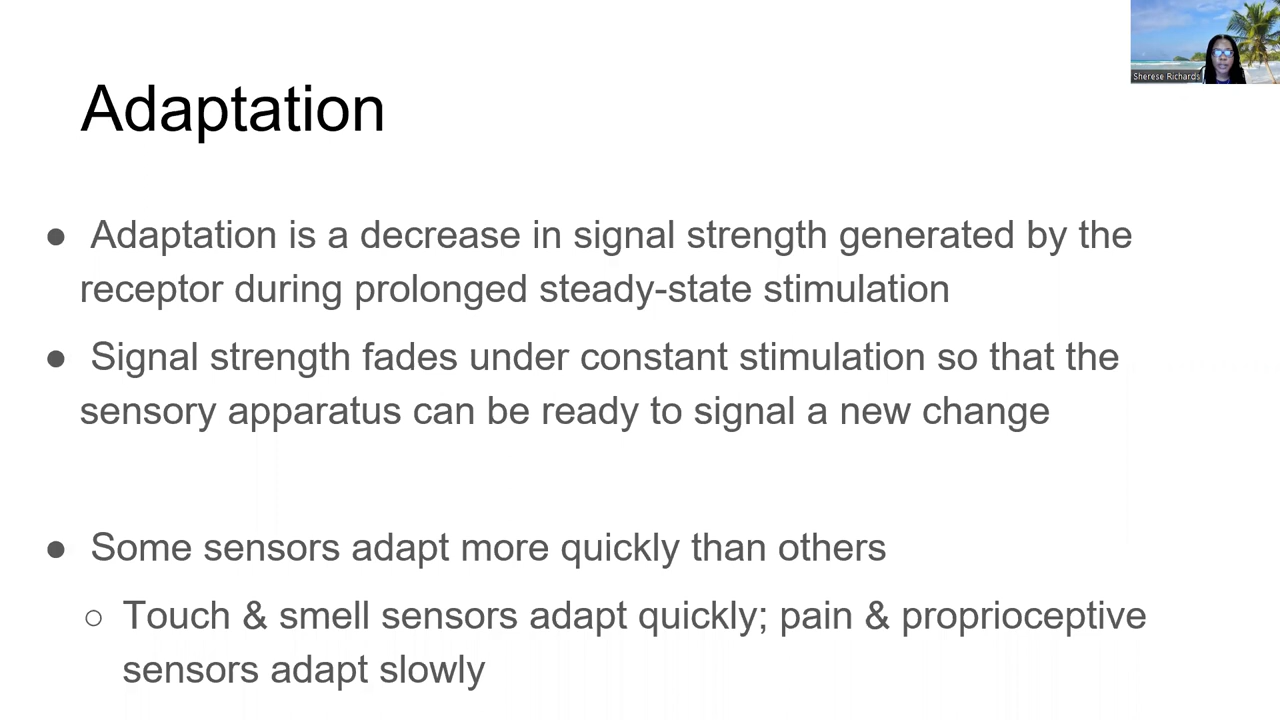 Sherese Richards
Adaptation
● Adaptation is a decrease in signal strength generated by the
receptor during prolonged steady-state stimulation
● Signal strength fades under constant stimulation so that the
sensory apparatus can be ready to signal a new change
● Some sensors adapt more quickly than others
○ Touch & smell sensors adapt quickly; pain & proprioceptive
sensors adapt slowly